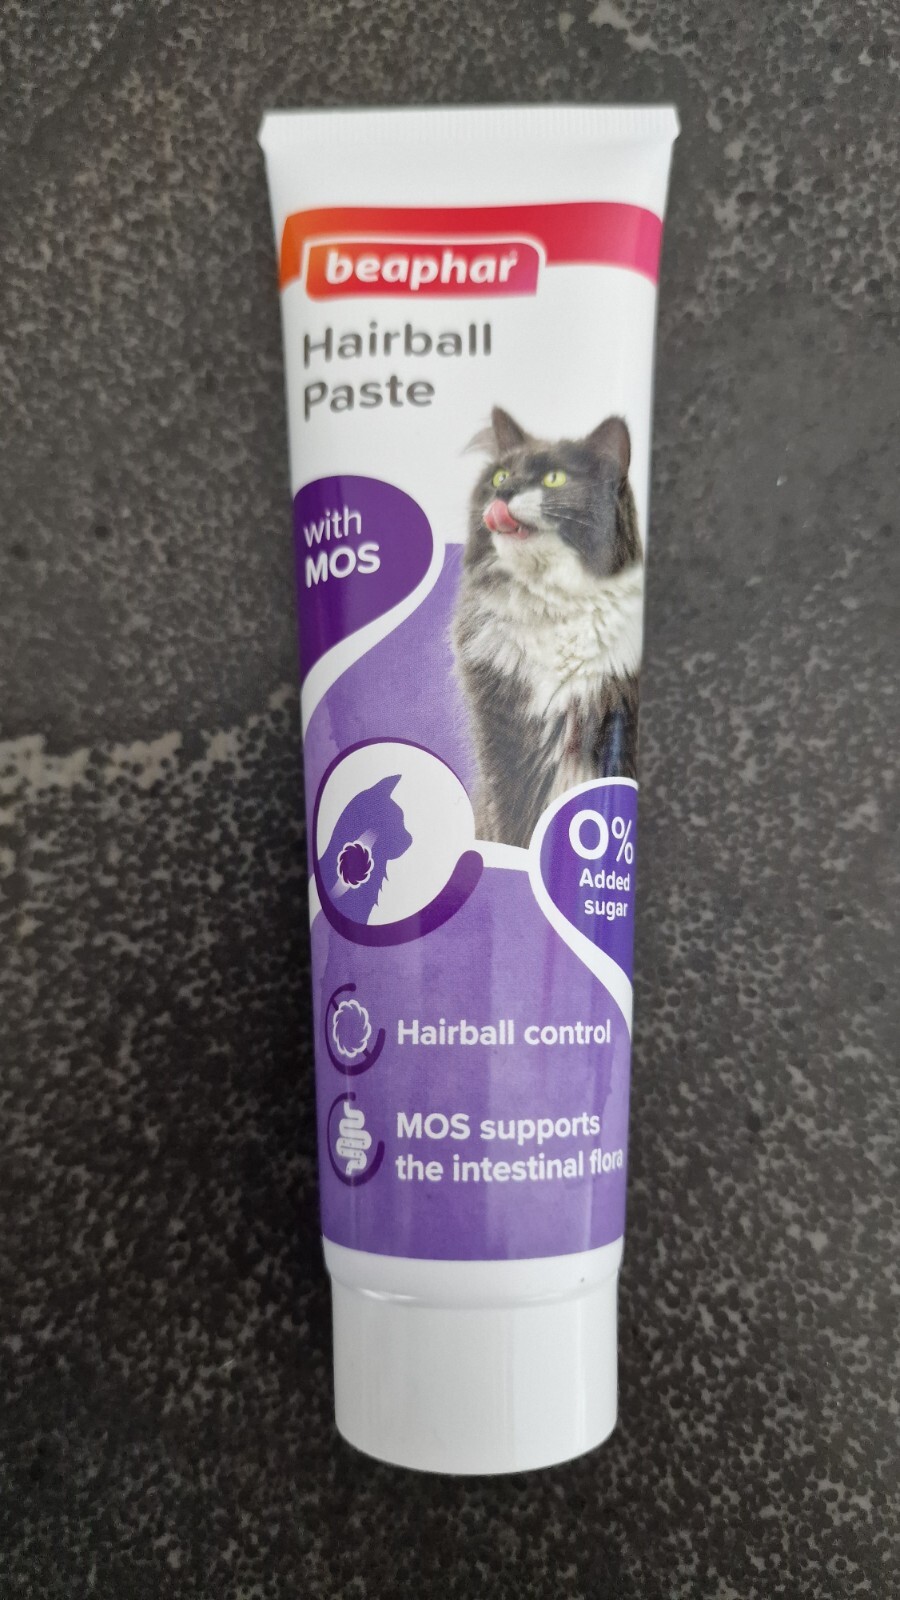 beaphar
Hairball
Paste
with
MOS
0%
Added
sugar
Hairball control
MOS supports
the intestinal flora